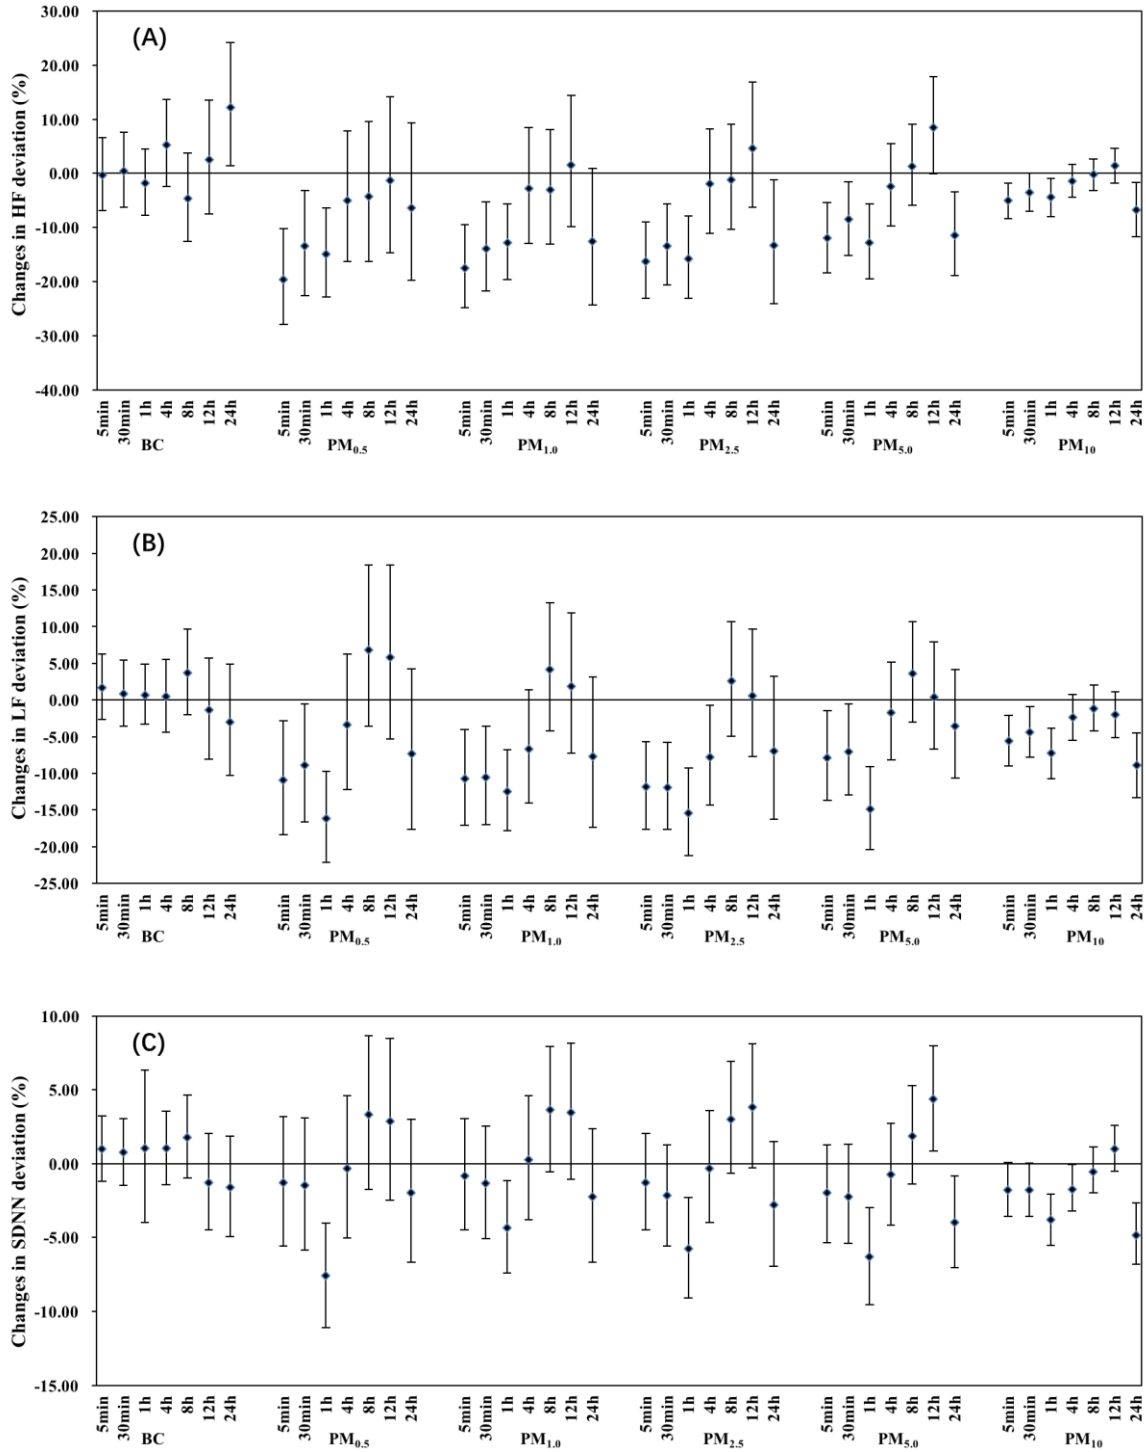 (A)
Changes in HF deviation (%)
30.00
20.00
10.00
0.00
-10.00
-20.00
-30.00
-40.00
5min 30min 1h 4h 8h 12h 24h 5min 30min 1h 4h 8h 12h 24h 5min 30min 1h 4h 8h 12h 24h 5min 30min 1h 4h 8h 12h 24h 5min 30min 1h 4h 8h 12h 24h 5min 30min 1h 4h 8h 12h 24h
BC PM0.5 PM1.0 PM2.5 PM5.0 PM10
(B)
Changes in LF deviation (%)
25.00
20.00
15.00
10.00
5.00
0.00
-5.00
-10.00
-15.00
-20.00
-25.00
5min 30min 1h 4h 8h 12h 24h 5min 30min 1h 4h 8h 12h 24h 5min 30min 1h 4h 8h 12h 24h 5min 30min 1h 4h 8h 12h 24h 5min 30min 1h 4h 8h 12h 24h 5min 30min 1h 4h 8h 12h 24h
BC PM0.5 PM1.0 PM2.5 PM5.0 PM10
(C)
Changes in SDNN deviation (%)
10.00
5.00
0.00
-5.00
-10.00
-15.00
5min 30min 1h 4h 8h 12h 24h 5min 30min 1h 4h 8h 12h 24h 5min 30min 1h 4h 8h 12h 24h 5min 30min 1h 4h 8h 12h 24h 5min 30min 1h 4h 8h 12h 24h 5min 30min 1h 4h 8h 12h 24h
BC PM0.5 PM1.0 PM2.5 PM5.0 PM10